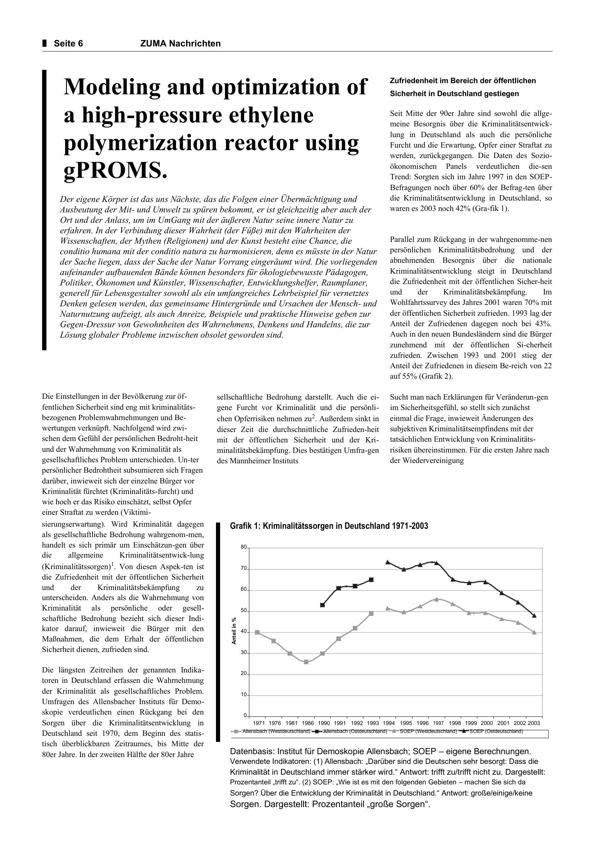 Seite 6 ZUMA Nachrichten
Modeling and optimization of
a high-pressure ethylene
polymerization reactor using
gPROMS.
Der eigene Körper ist das uns Nächste, das die Folgen einer Übermächtigung und
Ausbeutung der Mit- und Umwelt zu spüren bekommt, er ist gleichzeitig aber auch der
Ort und der Anlass, um im UmGang mit der äußeren Natur seine innere Natur zu
erfahren. In der Verbindung dieser Wahrheit (der Füße) mit den Wahrheiten der
Wissenschaften, der Mythen (Religionen) und der Kunst besteht eine Chance, die
conditio humana mit der conditio natura zu harmonisieren, denn es müsste in der Natur
der Sache liegen, dass der Sache der Natur Vorrang eingeräumt wird. Die vorliegenden
aufeinander aufbauenden Bände können besonders für ökologiebewusste Pädagogen,
Politiker, Ökonomen und Künstler, Wissenschafter, Entwicklungshelfer, Raumplaner,
generell für Lebensgestalter sowohl als ein umfangreiches Lehrbeispiel für vernetztes
Denken gelesen werden, das gemeinsame Hintergründe und Ursachen der Mensch- und
Naturnutzung aufzeigt, als auch Anreize, Beispiele und praktische Hinweise geben zur
Gegen-Dressur von Gewohnheiten des Wahrnehmens, Denkens und Handelns, die zur
Lösung globaler Probleme inzwischen obsolet geworden sind.
Zufriedenheit im Bereich der öffentlichen
Sicherheit in Deutschland gestiegen
Seit Mitte der 90er Jahre sind sowohl die allge-
meine Besorgnis über die Kriminalitätsentwick-
lung in Deutschland als auch die persönliche
Furcht und die Erwartung, Opfer einer Straftat zu
werden, zurückgegangen. Die Daten des Sozio-
ökonomischen Panels verdeutlichen die-sen
Trend: Sorgten sich im Jahre 1997 in den SOEP-
Befragungen noch über 60% der Befrag-ten über
die Kriminalitätsentwicklung in Deutschland, so
waren es 2003 noch 42% (Gra-fik 1).
Parallel zum Rückgang in der wahrgenomme-nen
persönlichen Kriminalitätsbedrohung und der
abnehmenden Besorgnis über die nationale
Kriminalitätsentwicklung steigt in Deutschland
die Zufriedenheit mit der öffentlichen Sicher-heit
und der Kriminalitätsbekämpfung. Im
Wohlfahrtssurvey des Jahres 2001 waren 70% mit
der öffentlichen Sicherheit zufrieden. 1993 lag der
Anteil der Zufriedenen dagegen noch bei 43%.
Auch in den neuen Bundesländern sind die Bürger
zunehmend mit der öffentlichen Si-cherheit
zufrieden. Zwischen 1993 und 2001 stieg der
Anteil der Zufriedenen in diesem Be-reich von 22
auf 55% (Grafik 2).
Die Einstellungen in der Bevölkerung zur öf-
fentlichen Sicherheit sind eng mit kriminalitäts-
bezogenen Problemwahrnehmungen und Be-
wertungen verknüpft. Nachfolgend wird zwi-
schen dem Gefühl der persönlichen Bedroht-heit
und der Wahrnehmung von Kriminalität als
gesellschaftliches Problem unterschieden. Un-ter
persönlicher Bedrohtheit subsumieren sich Fragen
darüber, inwieweit sich der einzelne Bürger vor
Kriminalität fürchtet (Kriminalitäts-furcht) und
wie hoch er das Risiko einschätzt, selbst Opfer
einer Straftat zu werden (Viktimi-
sierungserwartung). Wird Kriminalität dagegen
als gesellschaftliche Bedrohung wahrgenom-men,
handelt es sich primär um Einschätzun-gen über
die allgemeine Kriminalitätsentwick-lung
(Kriminalitätssorgen)1. Von diesen Aspek-ten ist
die Zufriedenheit mit der öffentlichen Sicherheit
und der Kriminalitätsbekämpfung zu
unterscheiden. Anders als die Wahrnehmung von
Kriminalität als persönliche oder gesell-
schaftliche Bedrohung bezieht sich dieser Indi-
kator darauf, inwieweit die Bürger mit den
Maßnahmen, die dem Erhalt der öffentlichen
Sicherheit dienen, zufrieden sind.
Die längsten Zeitreihen der genannten Indika-
toren in Deutschland erfassen die Wahrnehmung
der Kriminalität als gesellschaftliches Problem.
Umfragen des Allensbacher Instituts für Demo-
skopie verdeutlichen einen Rückgang bei den
Sorgen über die Kriminalitätsentwicklung in
Deutschland seit 1970, dem Beginn des statis-
tisch überblickbaren Zeitraumes, bis Mitte der
80er Jahre. In der zweiten Hälfte der 80er Jahre
sellschaftliche Bedrohung darstellt. Auch die ei-
gene Furcht vor Kriminalität und die persönli-
chen Opferrisiken nehmen zu2. Außerdem sinkt in
dieser Zeit die durchschnittliche Zufrieden-heit
mit der öffentlichen Sicherheit und der Kri-
minalitätsbekämpfung. Dies bestätigten Umfra-gen
des Mannheimer Instituts
Sucht man nach Erklärungen für Veränderun-gen
im Sicherheitsgefühl, so stellt sich zunächst
einmal die Frage, inwieweit Änderungen des
subjektiven Kriminalitätsempfindens mit der
tatsächlichen Entwicklung von Kriminalitäts-
risiken übereinstimmen. Für die ersten Jahre nach
der Wiedervereinigung
Grafik 1: Kriminalitätssorgen in Deutschland 1971-2003
Anteil in %
80
70
60
50
40
30
20
10
0
1971 1976 1981 1986 1990 1991 1992 1993 1994 1995 1996 1997 1998 1999 2000 2001 2002 2003
Allensbach (Westdeutschland) Allensbach (Ostdeutschland) SOEP (Westdeutschland) SOEP (Ostdeutschland)
Datenbasis: Institut für Demoskopie Allensbach; SOEP – eigene Berechnungen.
Verwendete Indikatoren: (1) Allensbach: „Darüber sind die Deutschen sehr besorgt: Dass die
Kriminalität in Deutschland immer stärker wird.“ Antwort: trifft zu/trifft nicht zu. Dargestellt:
Prozentanteil „trifft zu“. (2) SOEP: „Wie ist es mit den folgenden Gebieten – machen Sie sich da
Sorgen? Über die Entwicklung der Kriminalität in Deutschland.“ Antwort: große/einige/keine
Sorgen. Dargestellt: Prozentanteil „große Sorgen“.